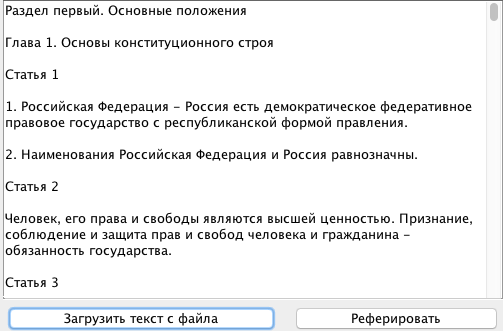 Раздел первый. Основные положения
Глава 1. Основы конституционного строя
Статья 1
1. Российская Федерация – Россия есть демократическое федеративное
правовое государство с республиканской формой правления.
2. Наименования Российская Федерация и Россия равнозначны.
Статья 2
Человек, его права и свободы являются высшей ценностью. Признание,
соблюдение и защита прав и свобод человека и гражданина –
обязанность государства.
Статья 3
Загрузить текст с файла
Реферировать